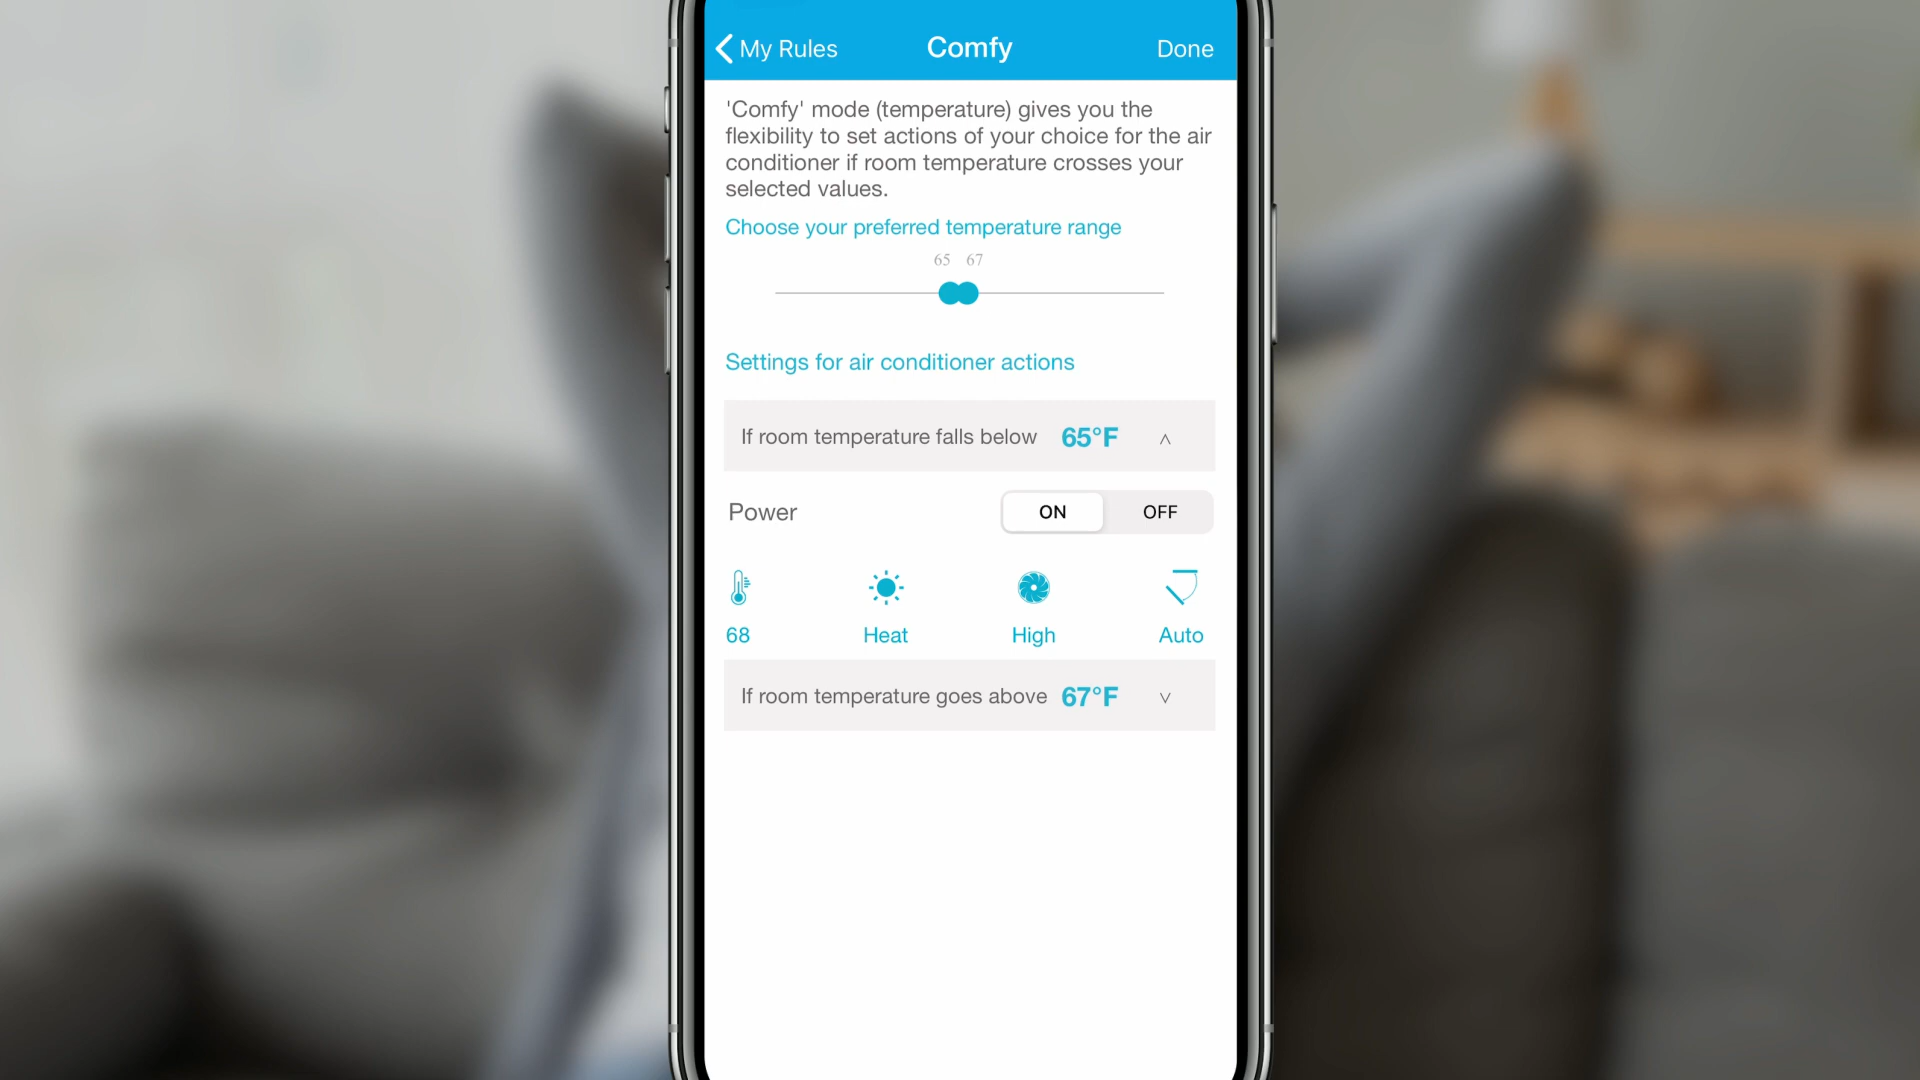 My Rules Comfy Done
'Comfy' mode (temperature) gives you the
flexibility to set actions of your choice for the air
conditioner if room temperature crosses your
selected values.
Choose your preferred temperature range
65 67
Settings for air conditioner actions
If room temperature falls below 65°F
Power ON OFF
68 Heat High Auto
If room temperature goes above 67°F